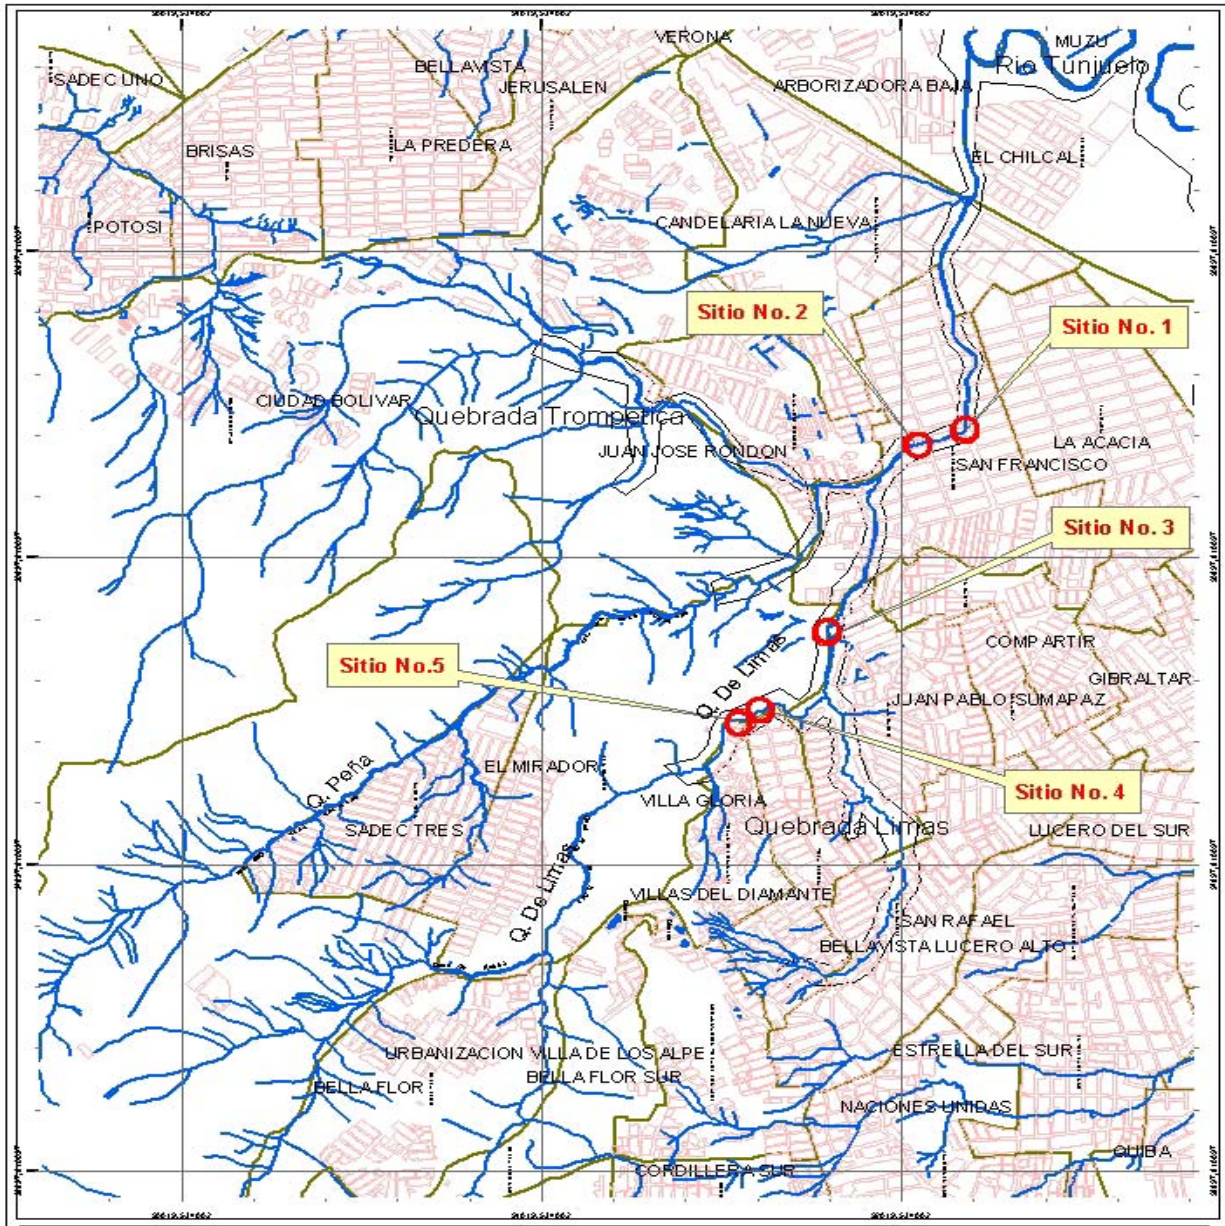 VERONA
MUZU
Rio Tunjuelo
SADEC UNO
BELLAVISTA
JERUSALEN
ARBORIZADORA BAJA
BRISAS
LA PREDERA
EL CHILCAL
POTOSI
CANDELARIA LA NUEVA
Sitio No. 2
Sitio No. 1
CIUDAD BOLIVAR
Quebrada Trompetica
JUAN JOSE RONDON
LA ACACIA
SAN FRANCISCO
Sitio No. 3
COMPARTIR
Sitio No.5
Q. De Limas
GIBRALTAR
JUAN PABLO
SUMAPAZ
Q. Peña
EL MIRADOR
Sitio No. 4
VILLA GLORIA
SADEC TRES
Quebrada Limas
LUCERO DEL SUR
Q. De Limas
VILLAS DEL DIAMANTE
SAN RAFAEL
BELLAVISTA LUCERO ALTO
URBANIZACION VILLA DE LOS ALPE
ESTRELLA DEL SUR
BELLA FLOR
BELLA FLOR SUR
NACIONES UNIDAS
QUIBA
CORDILLERA SUR